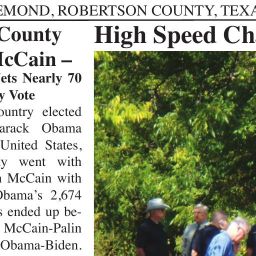 EMOND, ROBERTSON COUNTY, TEXA
County
McCain –
ets Nearly 70
y Vote
ountry elected
arack Obama
United States,
ty went with
n McCain with
Obama's 2,674
s ended up be-
McCain-Palin
Obama-Biden.
High Speed Ch